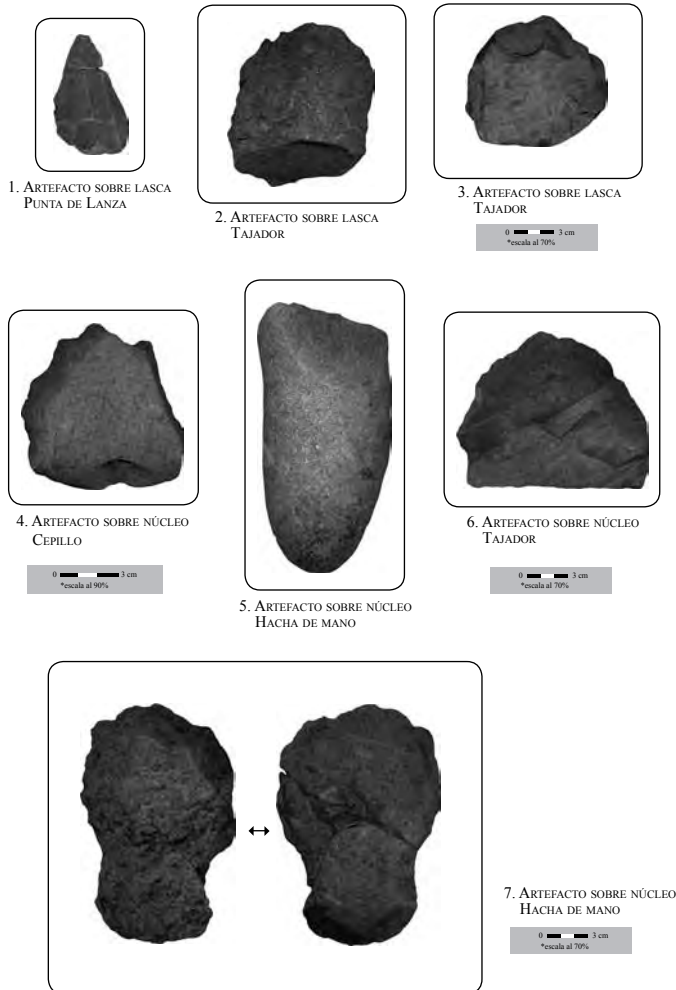 1. Artefacto sobre lasca
Punta de Lanza
2. Artefacto sobre lasca
Tajador
3. Artefacto sobre lasca
Tajador
0 3 cm
*escala al 70%
4. Artefacto sobre núcleo
Cepillo
0 3 cm
*escala al 90%
5. Artefacto sobre núcleo
Hacha de mano
6. Artefacto sobre núcleo
Tajador
0 3 cm
*escala al 70%
7. Artefacto sobre núcleo
Hacha de mano
0 3 cm
*escala al 70%